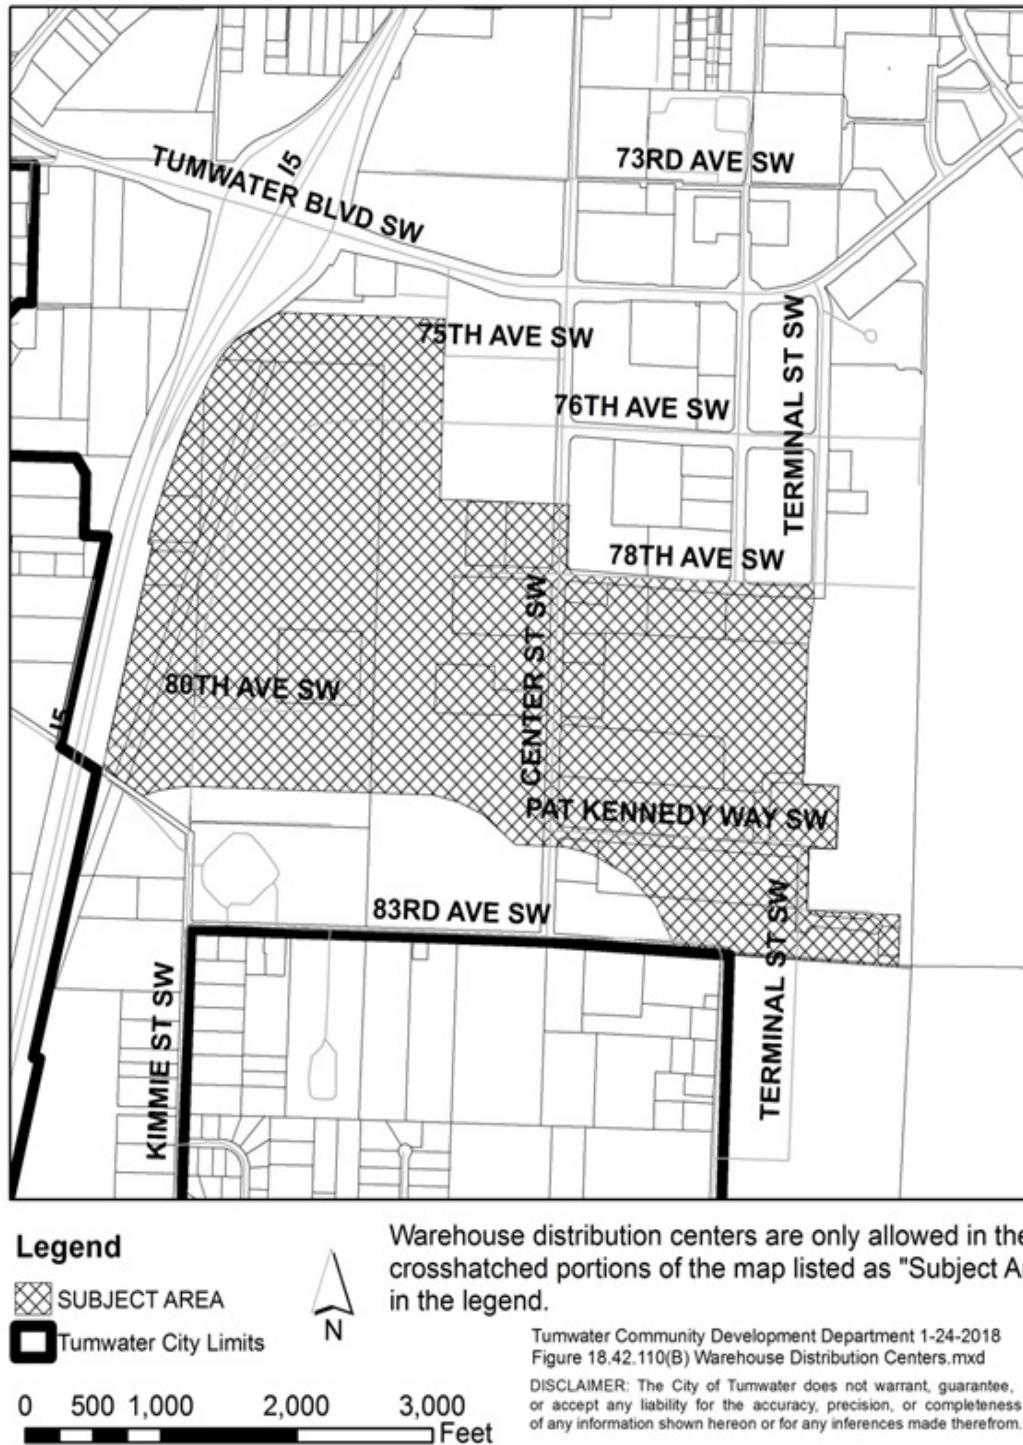 I5
73RD AVE SW
TUMWATER BLVD SW
75TH AVE SW
TERMINAL ST SW
76TH AVE SW
78TH AVE SW
CENTER ST SW
80TH AVE SW
I5
PAT KENNEDY WAY SW
83RD AVE SW
TERMINAL ST SW
KIMMIE ST SW
Legend
SUBJECT AREA
Tumwater City Limits
N
Warehouse distribution centers are only allowed in the
crosshatched portions of the map listed as "Subject A
in the legend.
Tumwater Community Development Department 1-24-2018
Figure 18.42.110(B) Warehouse Distribution Centers.mxd
DISCLAIMER: The City of Tumwater does not warrant, guarantee,
or accept any liability for the accuracy, precision, or completeness
of any information shown hereon or for any inferences made therefrom.
0 500 1,000 2,000 3,000
Feet